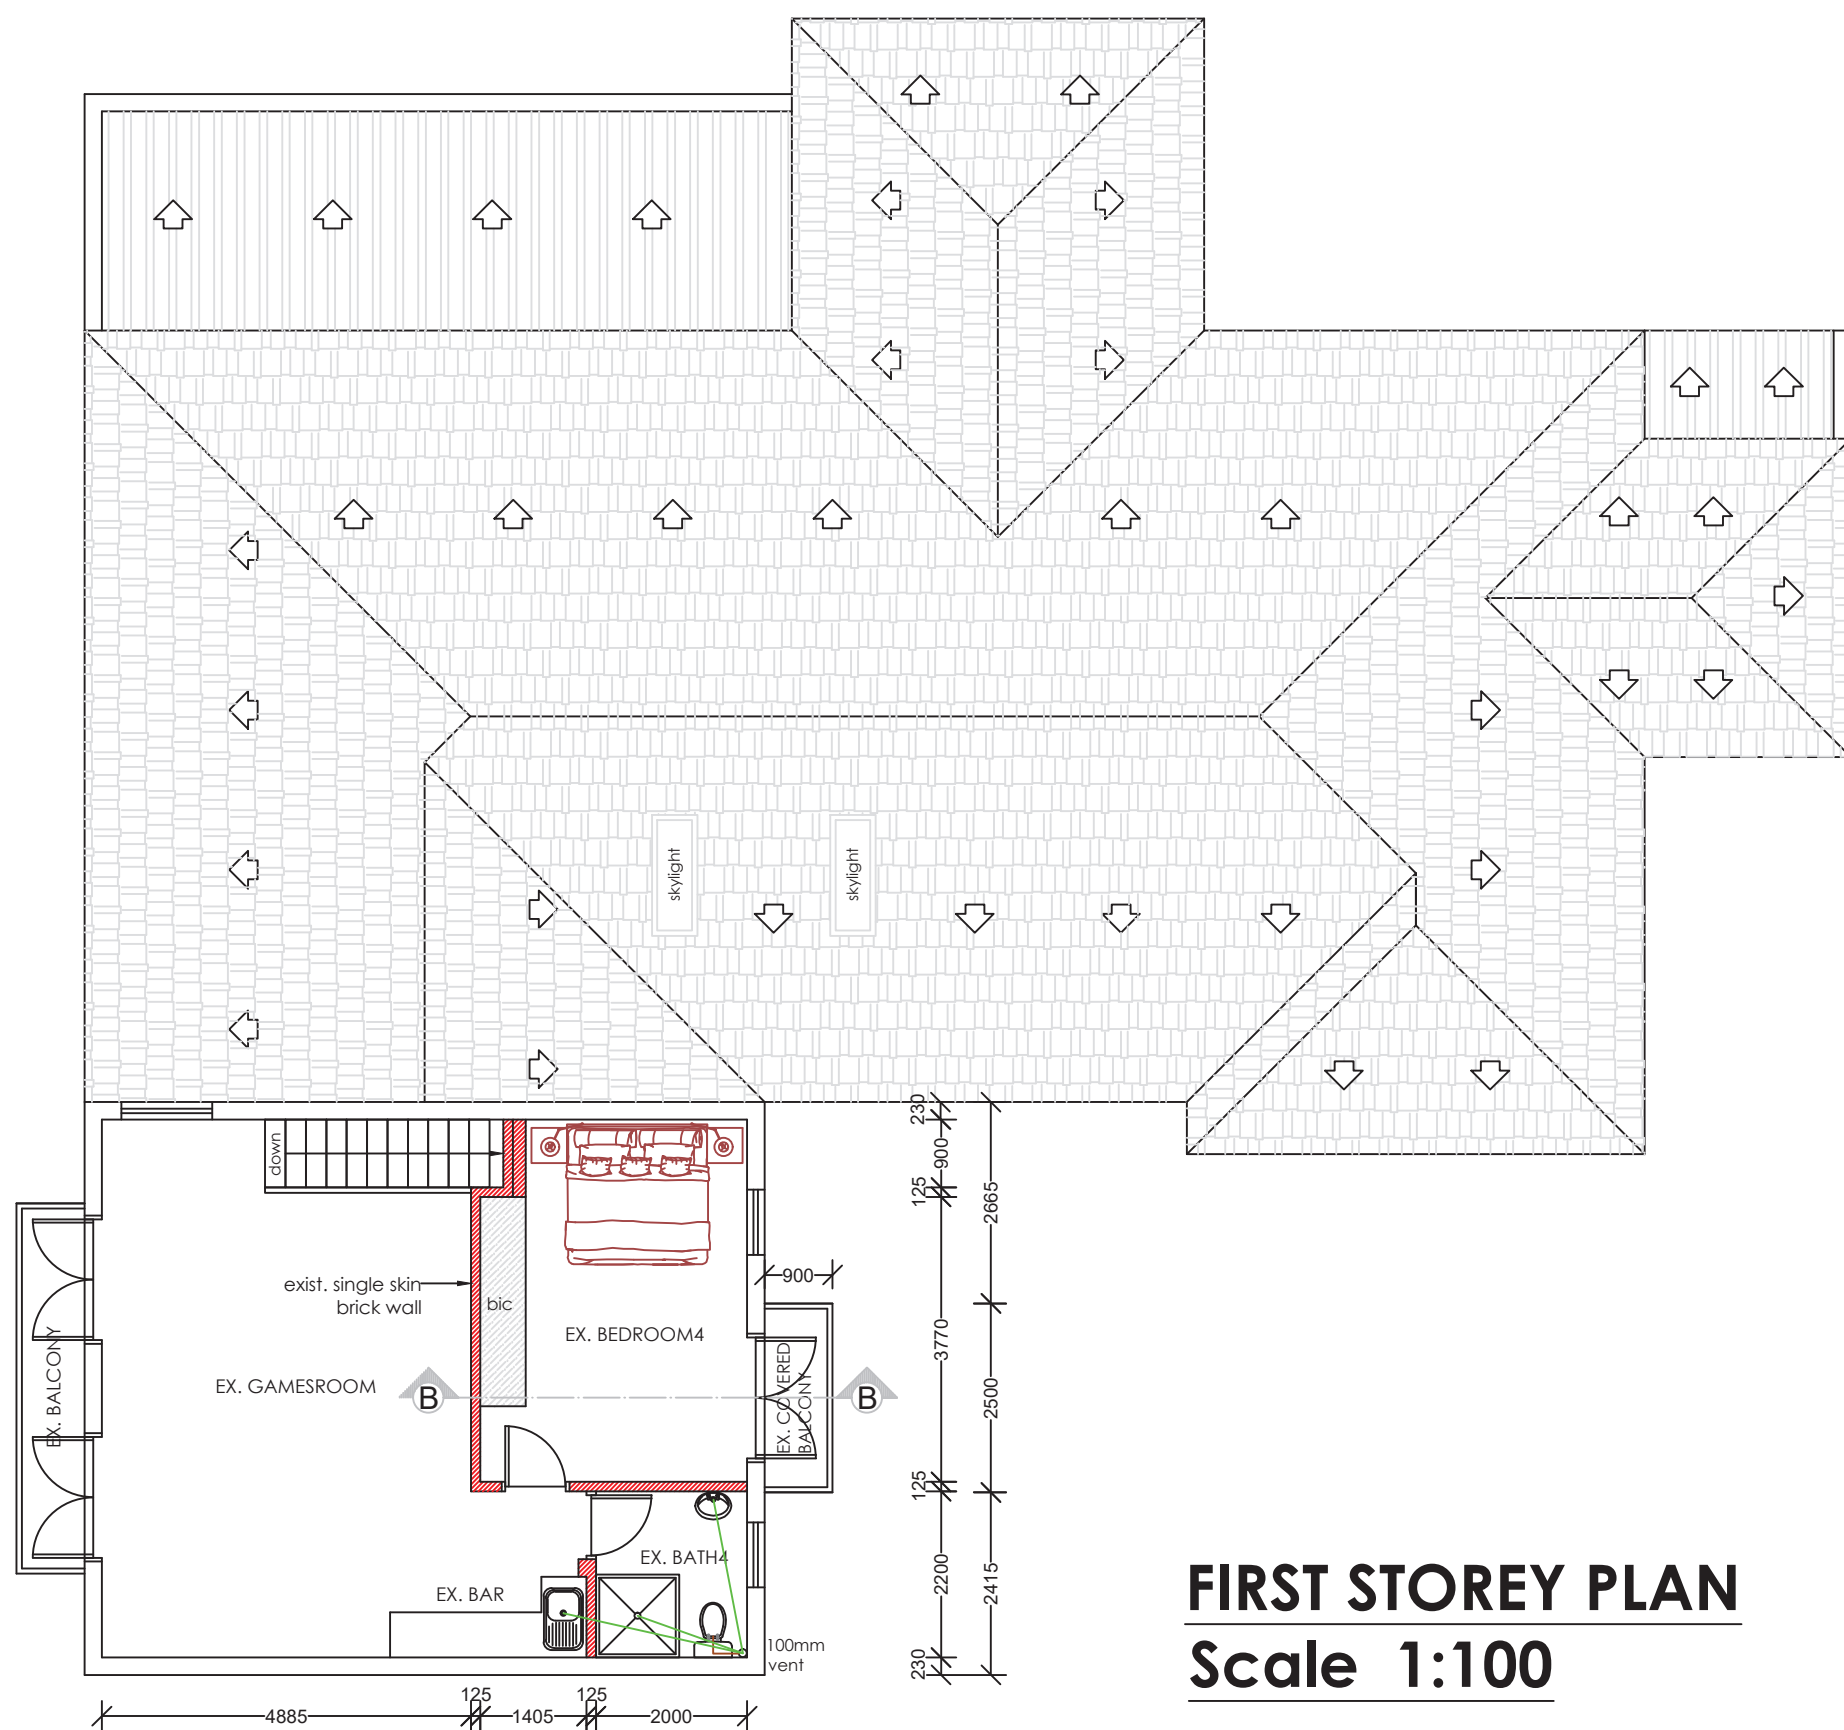 skylight
skylight
down
230
900
125
2665
exist. single skin
brick wall
bic
900
EX. BEDROOM4
3770
EX. BALCONY
EX. GAMESROOM
B
EX. COVERED
BALCONY
B
2500
125
EX. BATH4
2200
2415
EX. BAR
100mm
vent
230
FIRST STOREY PLAN
Scale 1:100
125
125
4885
1405
2000